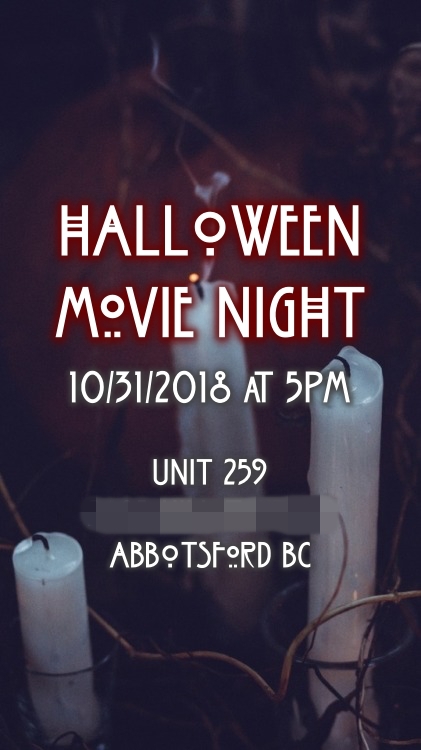 HALLOWEEN
MOVIE NIGHT
10/31/2018 AT 5PM
UNIT 259
ABBOTSFORD BC